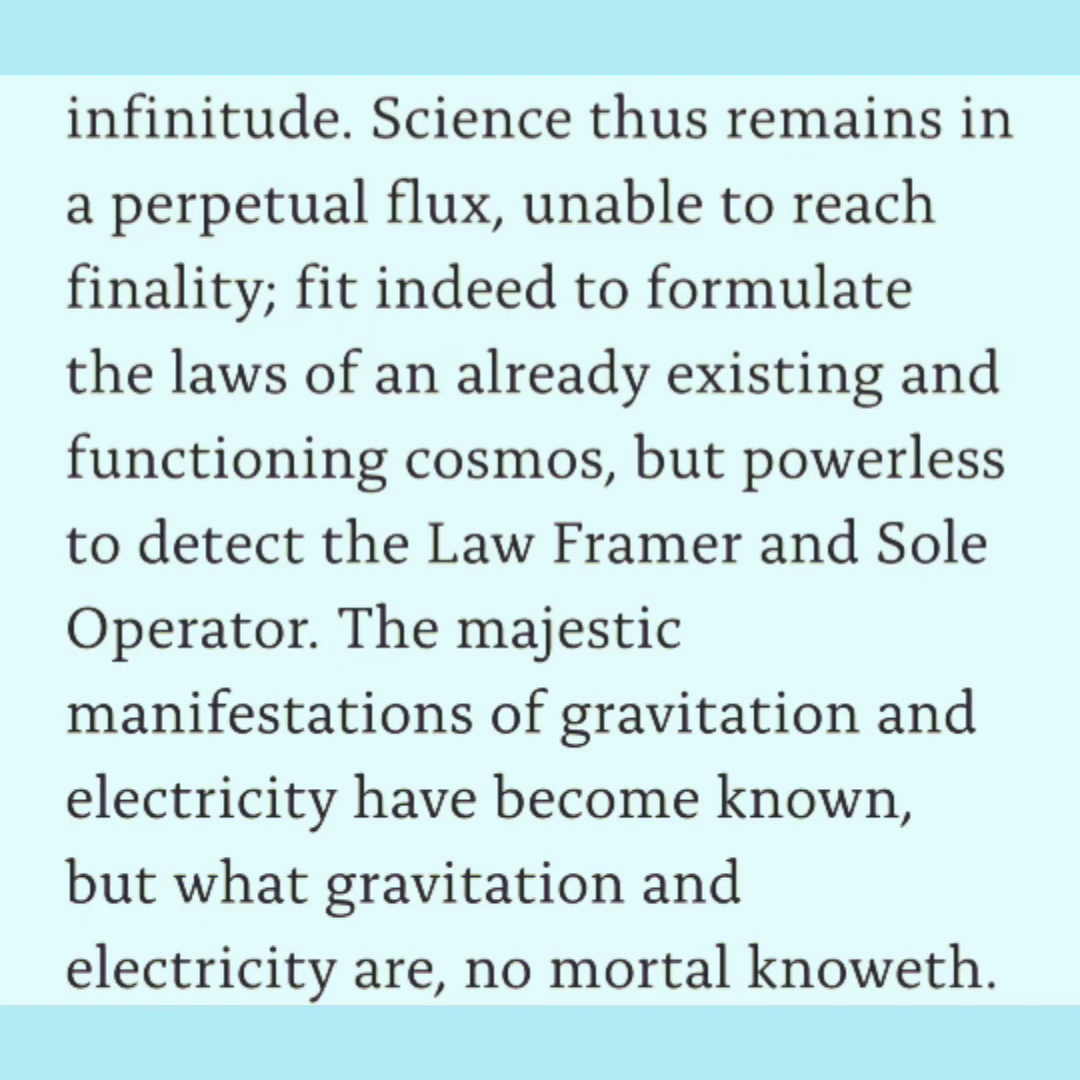 infinitude. Science thus remains in
a perpetual flux, unable to reach
finality; fit indeed to formulate
the laws of an already existing and
functioning cosmos, but powerless
to detect the Law Framer and Sole
Operator. The majestic
manifestations of gravitation and
electricity have become known,
but what gravitation and
electricity are, no mortal knoweth.